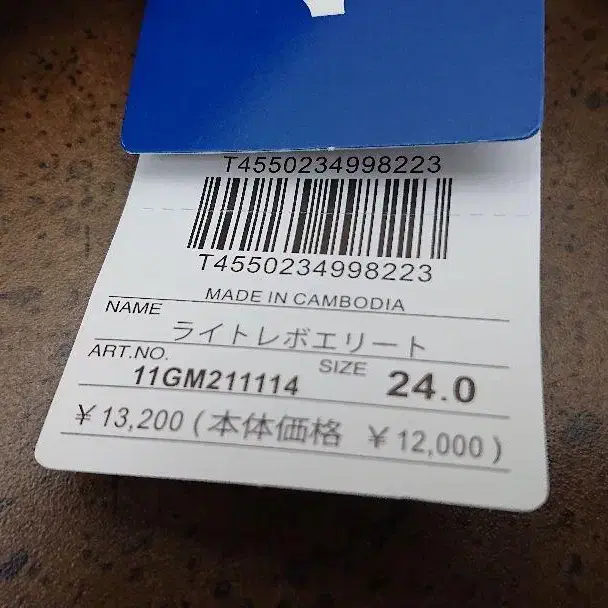 T4550234998223
T4550234998223
MADE IN CAMBODIA
NAME ライトレボエリート
ART.NO. 11GM211114 SIZE 24.0
¥13,200(本体価格 ¥12,000)